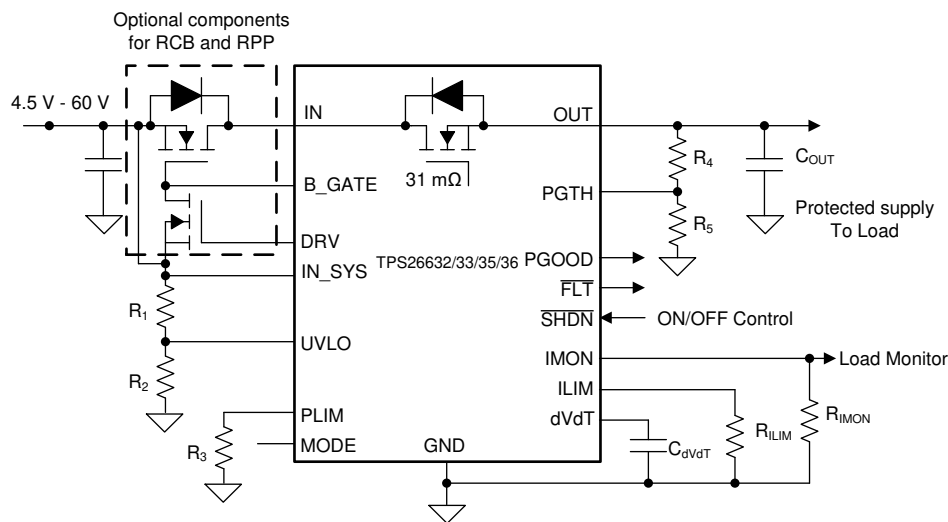 Optional components
for RCB and RPP
4.5 V - 60 V
IN
OUT
31 mΩ
B_GATE
PGTH
R4
COUT
R5
Protected supply
To Load
DRV
TPS26632/33/35/36
PGOOD
IN_SYS
FLT
R1
SHDN
ON/OFF Control
UVLO
IMON
Load Monitor
R2
ILIM
PLIM
dVdT
RILIM
RIMON
R3
MODE
GND
CdVdT